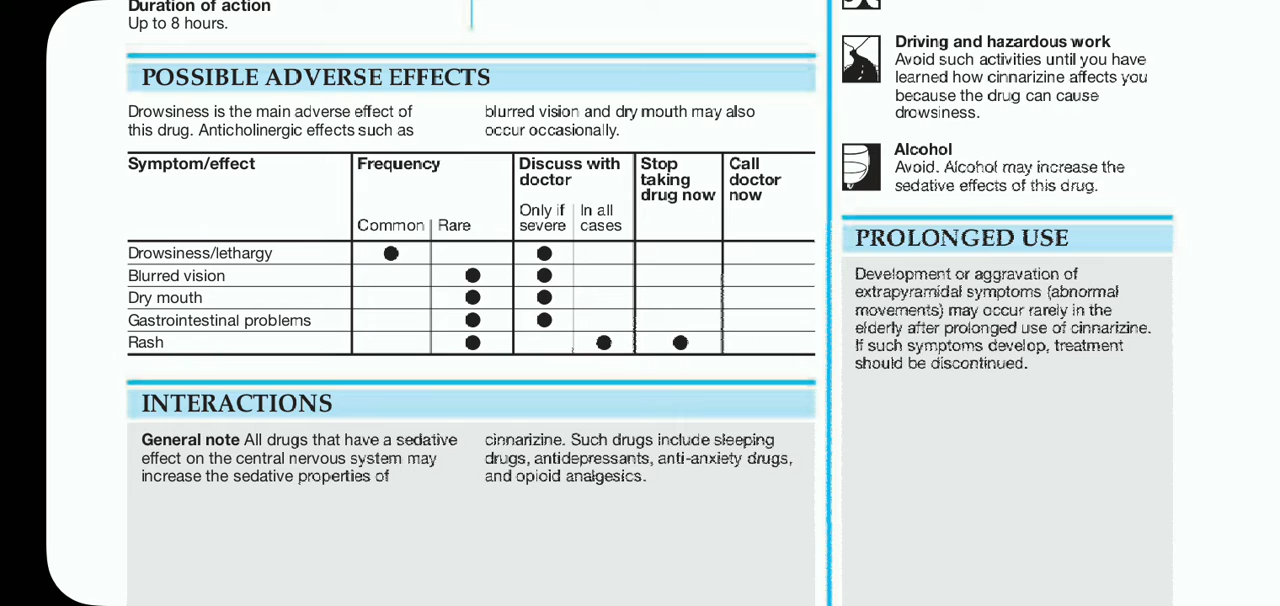 Duration of action
Up to 8 hours.
POSSIBLE ADVERSE EFFECTS
Drowsiness is the main adverse effect of
this drug. Anticholinergic effects such as
blurred vision and dry mouth may also
occur occasionally.
Symptom/effect Frequency Discuss with doctor Stop taking drug now Call doctor now
Common Rare Only if severe In all cases
Drowsiness/lethargy ● ●
Blurred vision ● ●
Dry mouth ● ●
Gastrointestinal problems ● ●
Rash ● ● ●
INTERACTIONS
General note All drugs that have a sedative
effect on the central nervous system may
increase the sedative properties of
cinnarizine. Such drugs include sleeping
drugs, antidepressants, anti-anxiety drugs,
and opioid analgesics.
Driving and hazardous work
Avoid such activities until you have
learned how cinnarizine affects you
because the drug can cause
drowsiness.
Alcohol
Avoid. Alcohol may increase the
sedative effects of this drug.
PROLONGED USE
Development or aggravation of
extrapyramidal symptoms (abnormal
movements) may occur rarely in the
elderly after prolonged use of cinnarizine.
If such symptoms develop, treatment
should be discontinued.